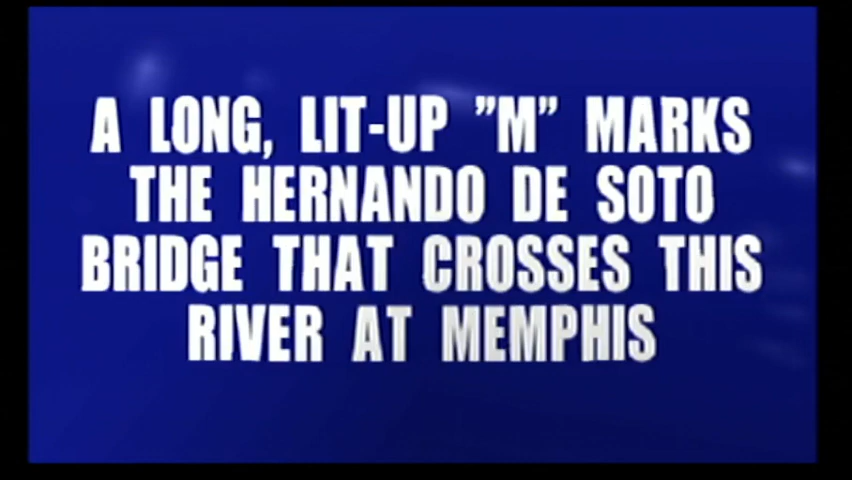 A LONG, LIT-UP "M" MARKS
THE HERNANDO DE SOTO
BRIDGE THAT CROSSES THIS
RIVER AT MEMPHIS